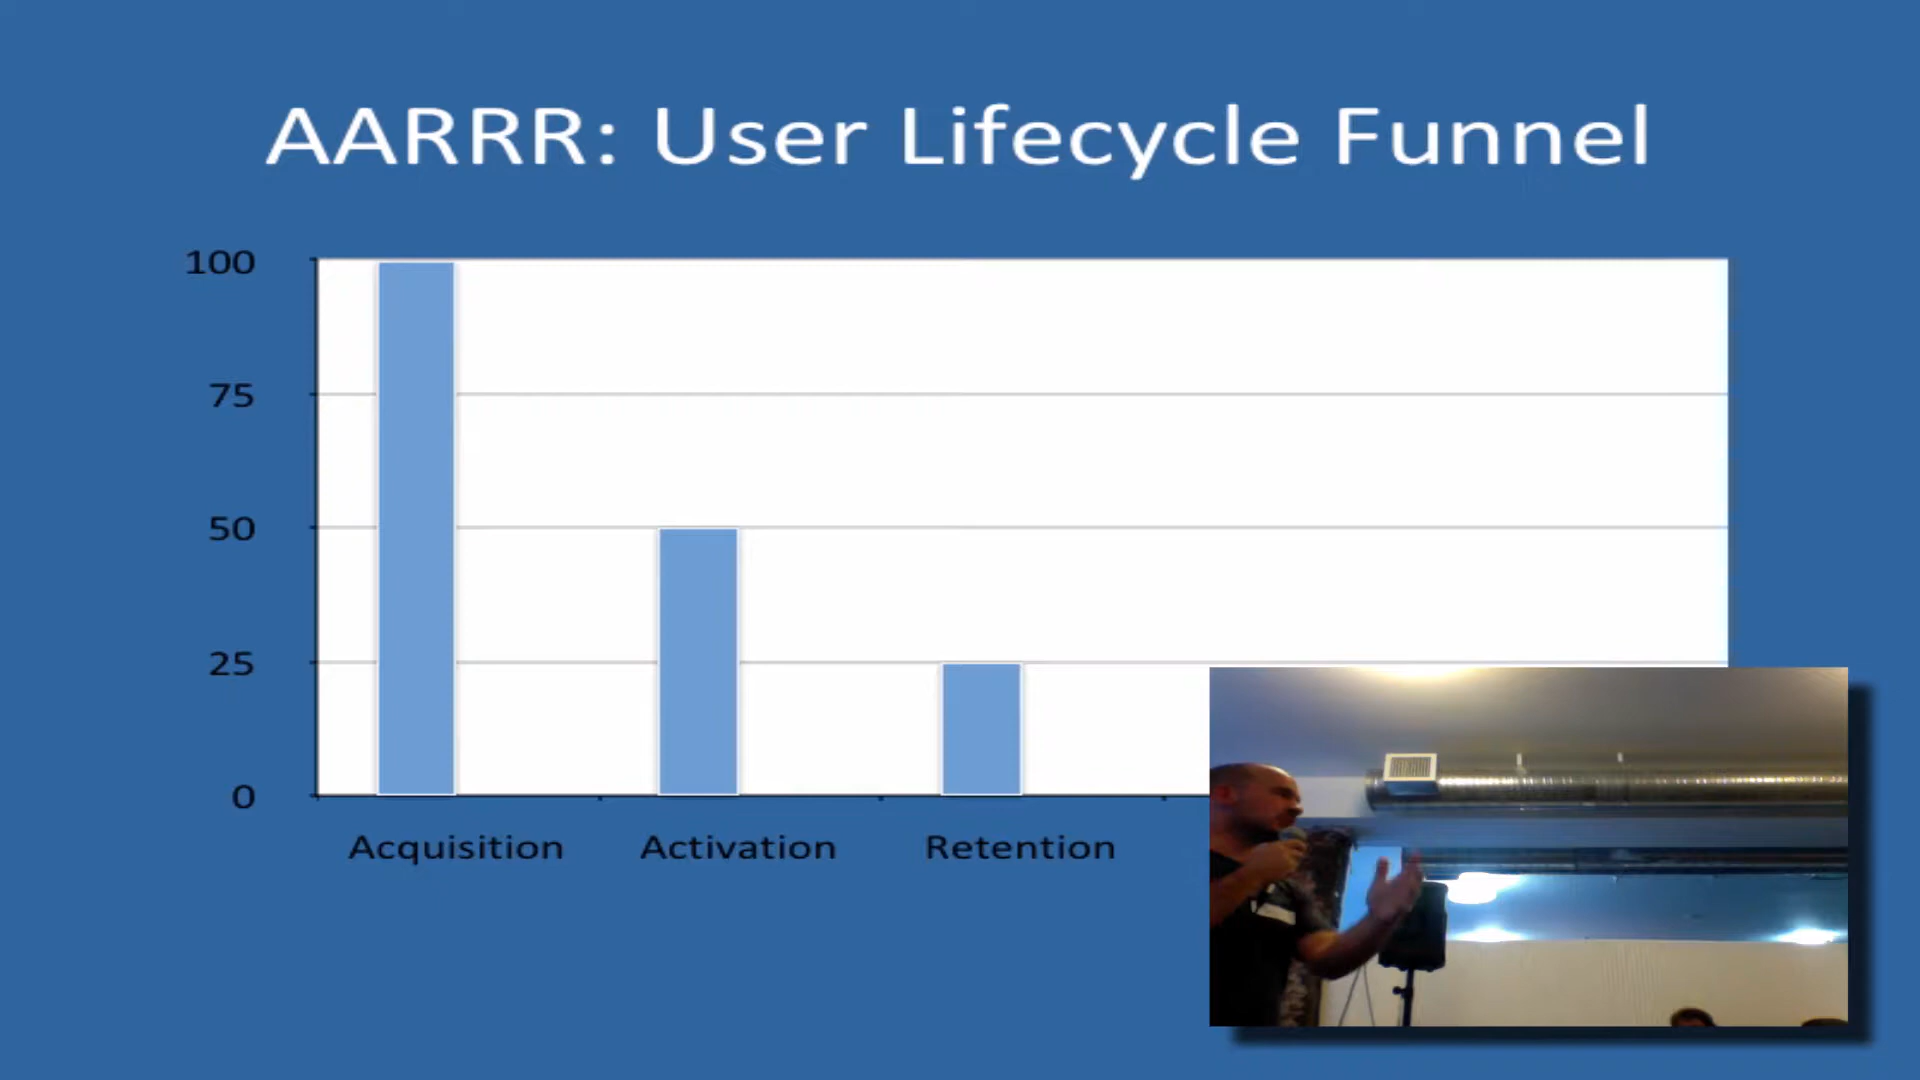 AARRR: User Lifecycle Funnel
100
75
50
25
0
Acquisition Activation Retention